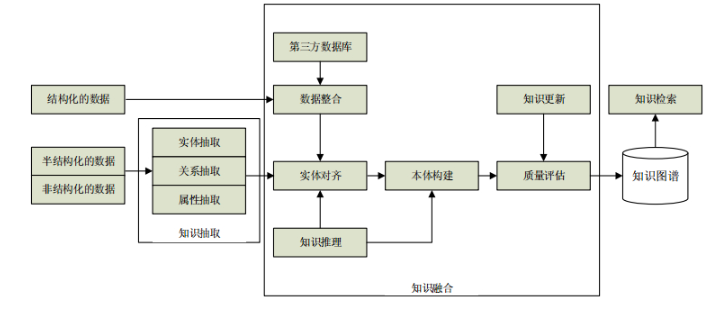 第三方数据库
结构化的数据
数据整合
知识更新
知识检索
半结构化的数据
非结构化的数据
实体抽取
关系抽取
属性抽取
知识抽取
实体对齐
本体构建
质量评估
知识图谱
知识推理
知识融合